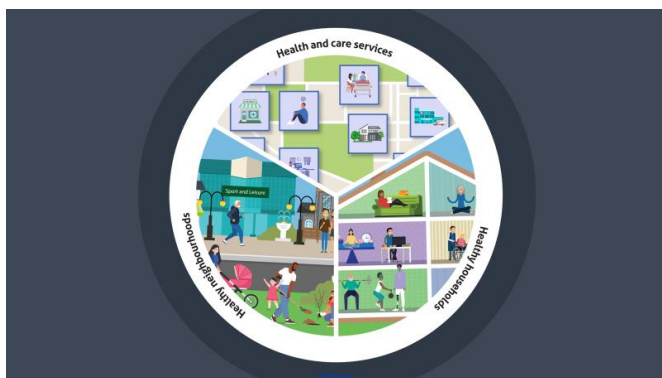 Health and care services
Sport and Leisure
Healthy neighbourhoods
Healthy households